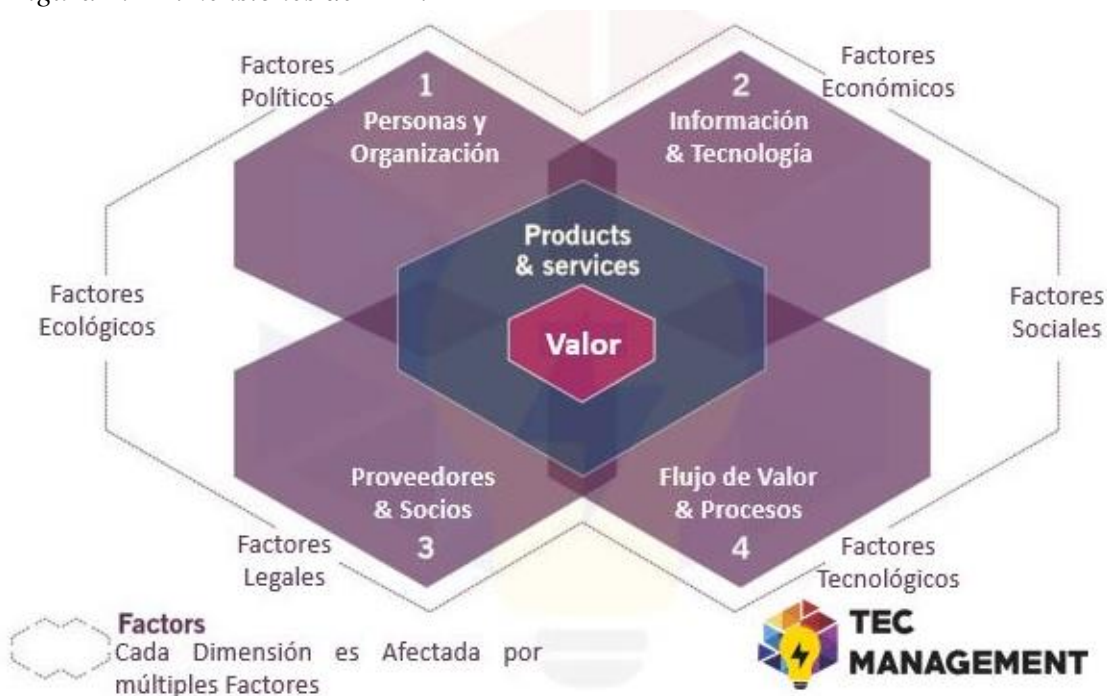 Factores
Políticos
Factores
Económicos
1
Personas y
Organización
2
Información
& Tecnología
Products
& services
Valor
Factores
Ecológicos
Factores
Sociales
Proveedores
& Socios
3
Flujo de Valor
& Procesos
4
Factores
Legales
Factores
Tecnológicos
Factors
Cada Dimensión es Afectada por
múltiples Factores
TEC
MANAGEMENT